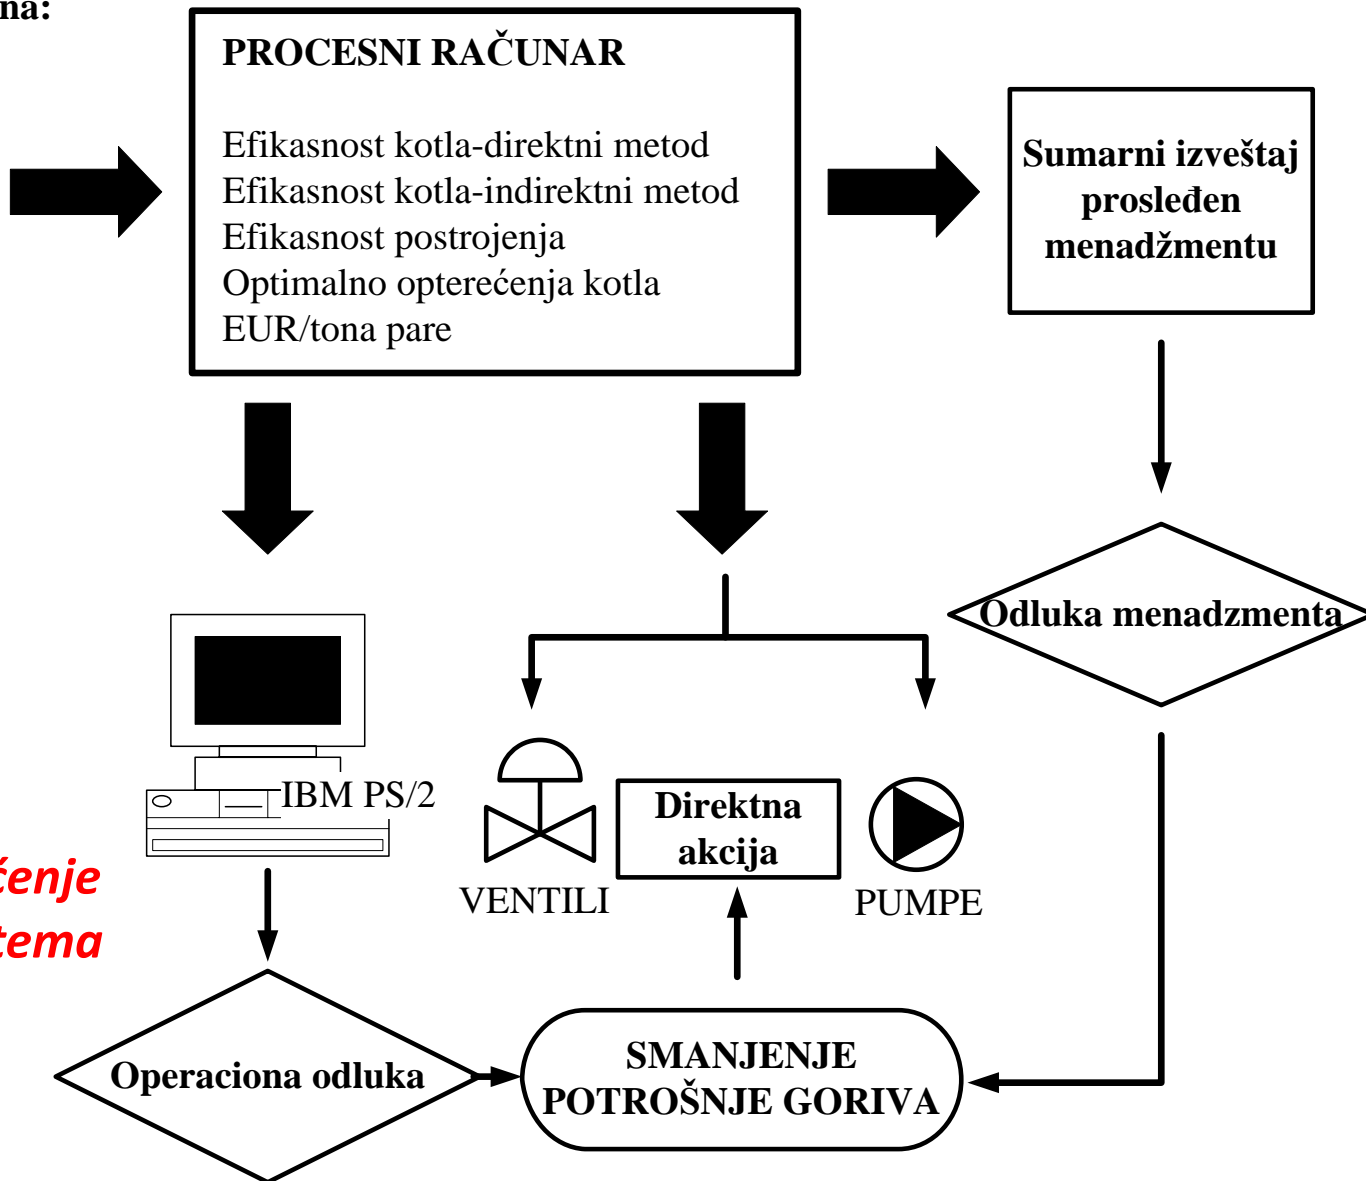 na:
PROCESNI RAČUNAR
Efikasnost kotla-direktni metod
Efikasnost kotla-indirektni metod
Efikasnost postrojenja
Optimalno opterećenja kotla
EUR/tona pare
Sumarni izveštaj
prosleđen
menadžmentu
Odluka menadzmenta
IBM PS/2
VENTILI
Direktna
akcija
PUMPE
ćenje
tema
Operaciona odluka
SMANJENJE
POTROŠNJE GORIVA